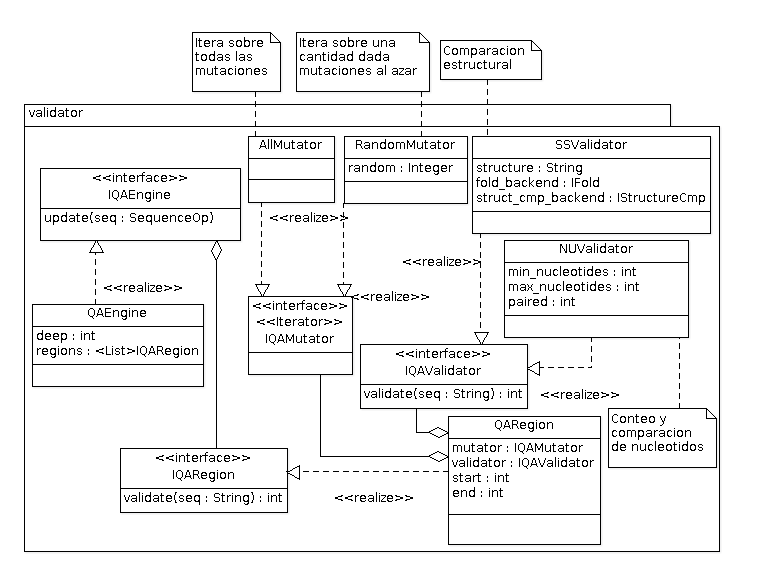 Itera sobre
todas las
mutaciones
Itera sobre una
cantidad dada
mutaciones al azar
Comparacion
estructural
validator
AllMutator
RandomMutator
random : Integer
SSValidator
structure : String
fold_backend : IFold
struct_cmp_backend : IStructureCmp
<<interface>>
IQAEngine
update(seq : SequenceOp)
<<realize>>
<<realize>>
NUValidator
min_nucleotides : int
max_nucleotides : int
paired : int
<<realize>>
<<realize>>
QAEngine
deep : int
regions : <List>IQARegion
<<interface>>
<<Iterator>>
IQAMutator
<<interface>>
IQAValidator
validate(seq : String) : int
<<realize>>
QARegion
mutator : IQAMutator
validator : IQAValidator
start : int
end : int
Conteo y
comparacion
de nucleotidos
<<interface>>
IQARegion
validate(seq : String) : int
<<realize>>